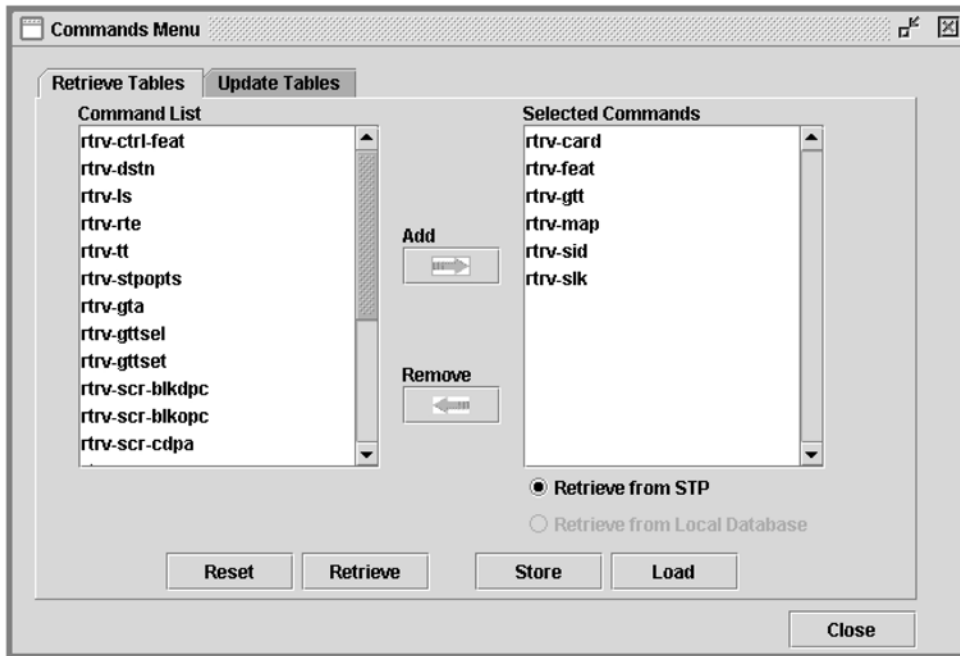 Commands Menu
Retrieve Tables
Update Tables
Command List
rtrv-ctrl-feat
rtrv-dstn
rtrv-ls
rtrv-rte
rtrv-tt
rtrv-stpopts
rtrv-gta
rtrv-gttsel
rtrv-gttset
rtrv-scr-blkdpc
rtrv-scr-blkopc
rtrv-scr-cdpa
Add
Remove
Selected Commands
rtrv-card
rtrv-feat
rtrv-gtt
rtrv-map
rtrv-sid
rtrv-slk
Retrieve from STP
Retrieve from Local Database
Reset
Retrieve
Store
Load
Close